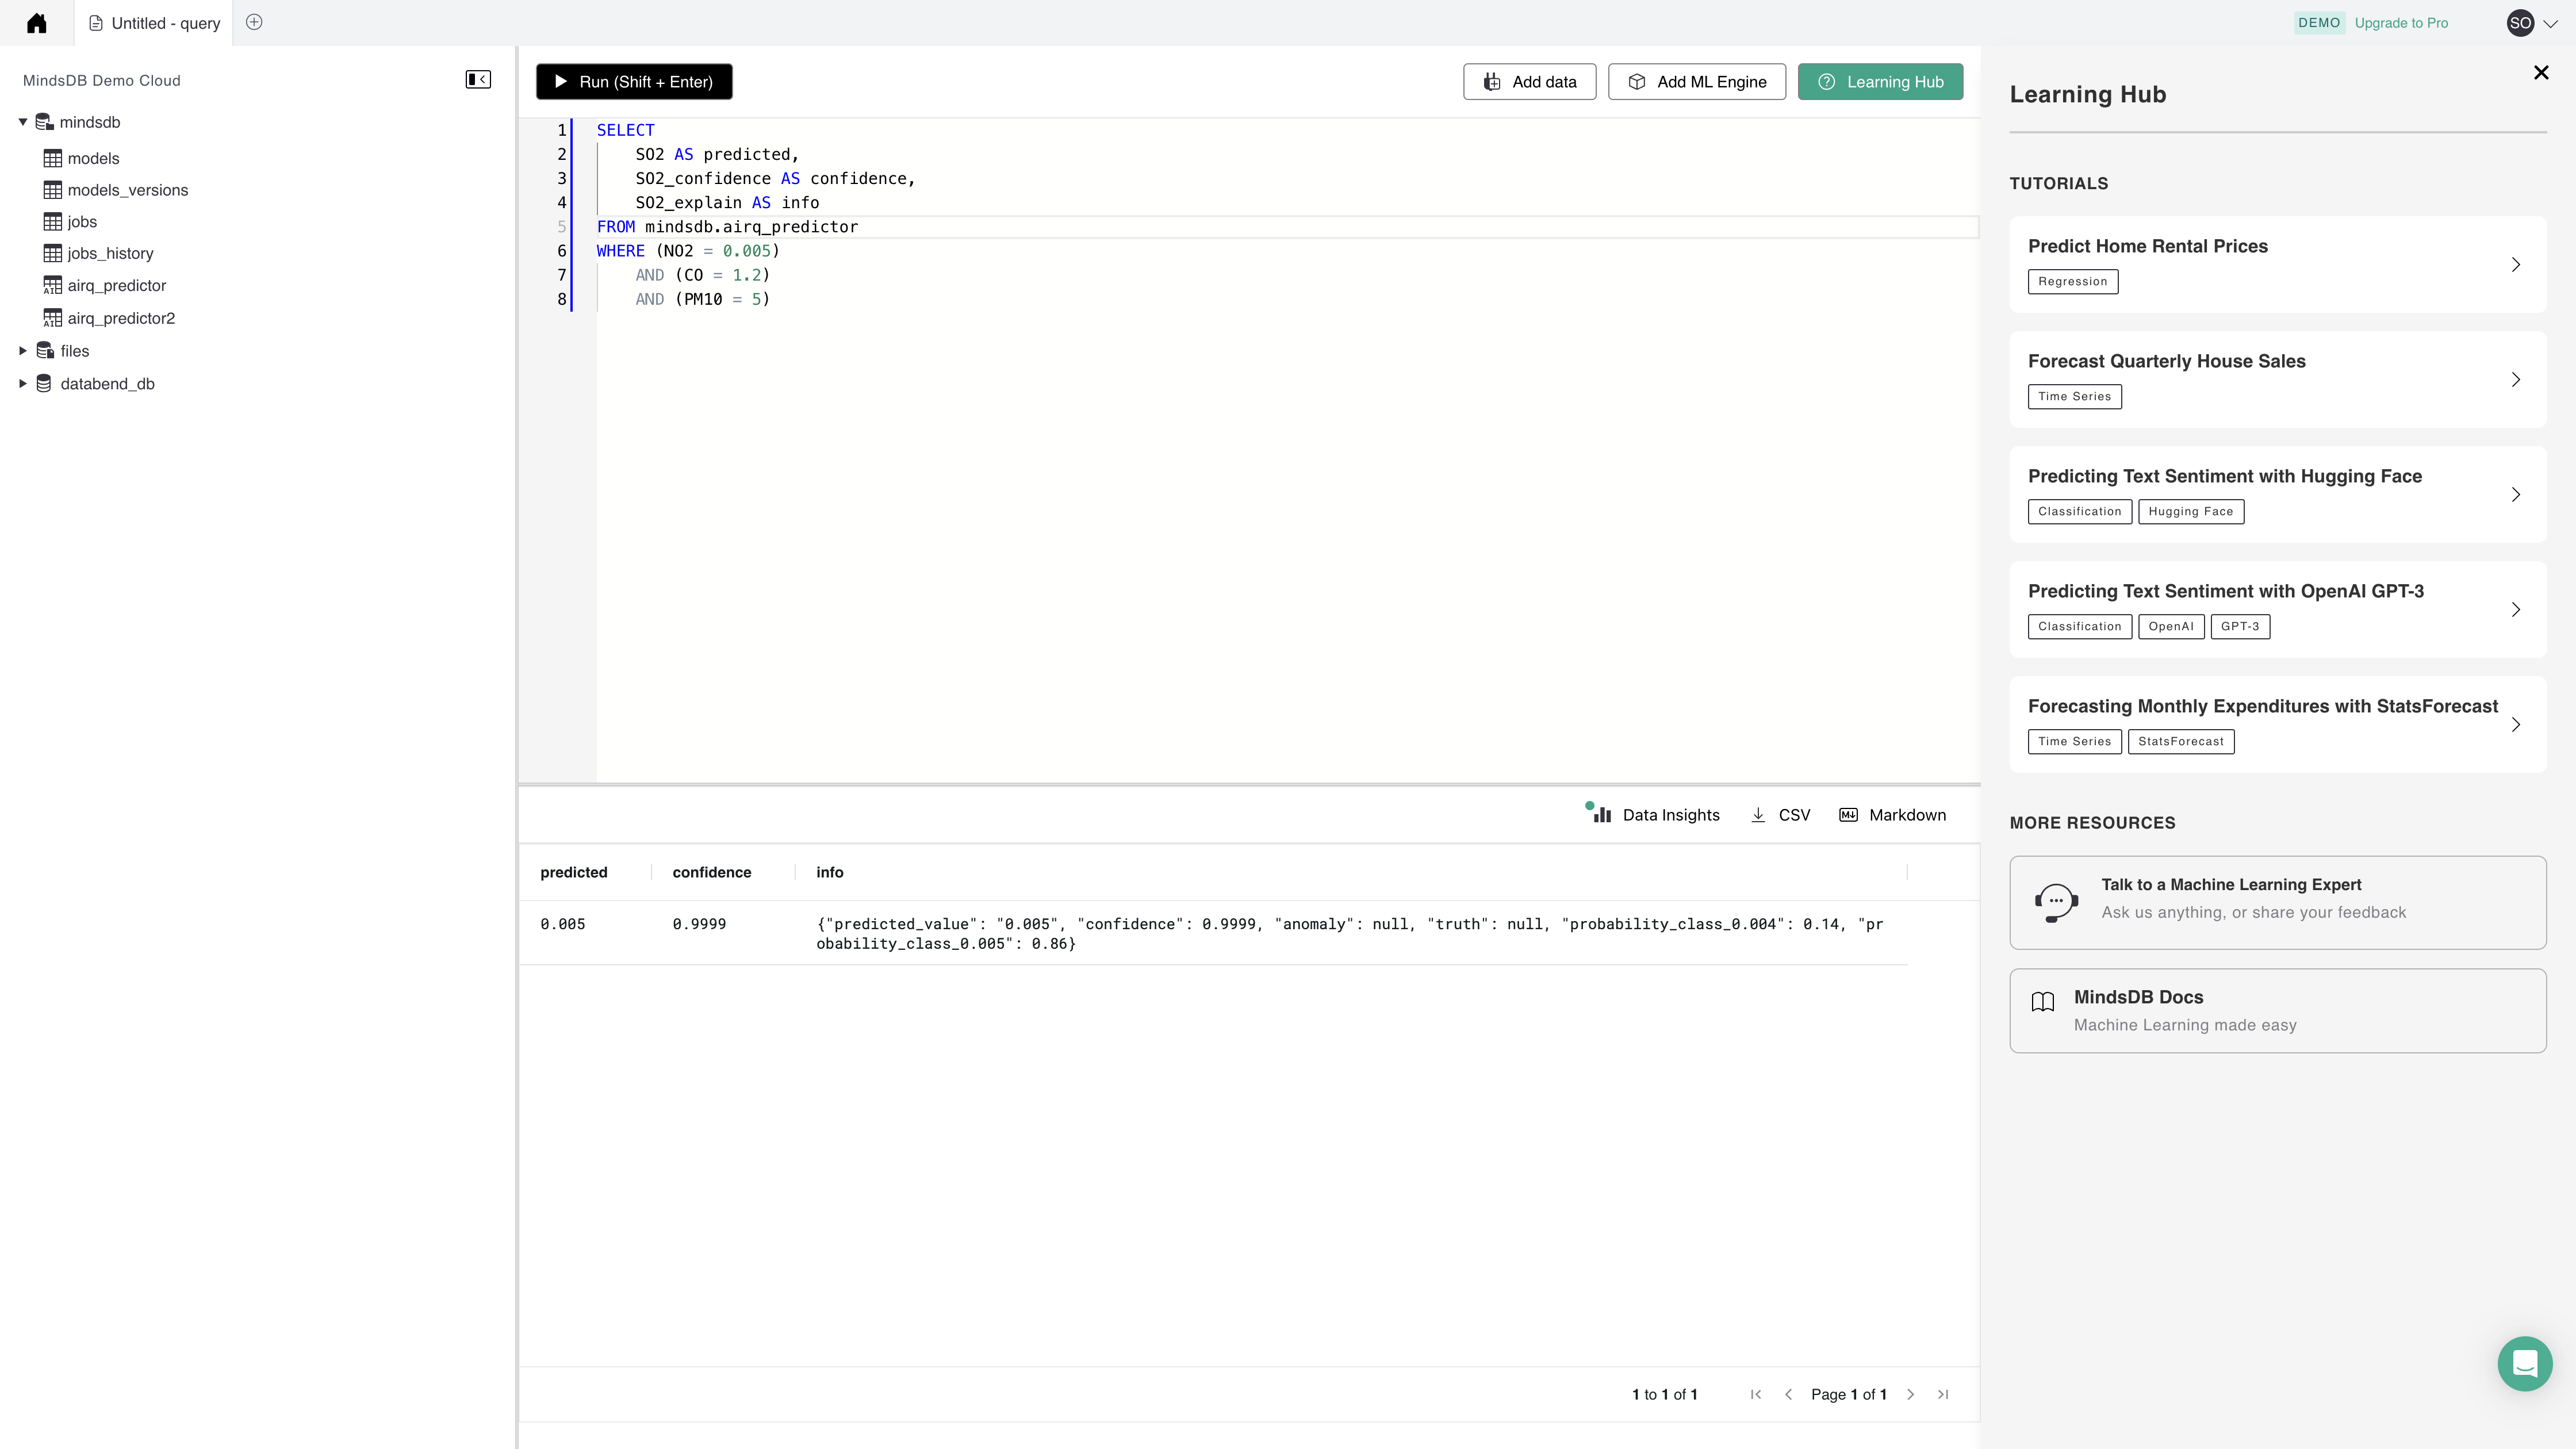 Untitled - query
DEMO
Upgrade to Pro
SO
MindsDB Demo Cloud
mindsdb
models
models_versions
jobs
jobs_history
airq_predictor
airq_predictor2
files
databend_db
Run (Shift + Enter)
Add data
Add ML Engine
Learning Hub
1 SELECT
2 SO2 AS predicted,
3 SO2_confidence AS confidence,
4 SO2_explain AS info
5 FROM mindsdb.airq_predictor
6 WHERE (NO2 = 0.005)
7 AND (CO = 1.2)
8 AND (PM10 = 5)
Data Insights
CSV
Markdown
predicted
confidence
info
0.005
0.9999
{"predicted_value": "0.005", "confidence": 0.9999, "anomaly": null, "truth": null, "probability_class_0.004": 0.14, "pr
obability_class_0.005": 0.86}
1 to 1 of 1
Page 1 of 1
Learning Hub
TUTORIALS
Predict Home Rental Prices
Regression
Forecast Quarterly House Sales
Time Series
Predicting Text Sentiment with Hugging Face
Classification
Hugging Face
Predicting Text Sentiment with OpenAI GPT-3
Classification
OpenAI
GPT-3
Forecasting Monthly Expenditures with StatsForecast
Time Series
StatsForecast
MORE RESOURCES
Talk to a Machine Learning Expert
Ask us anything, or share your feedback
MindsDB Docs
Machine Learning made easy